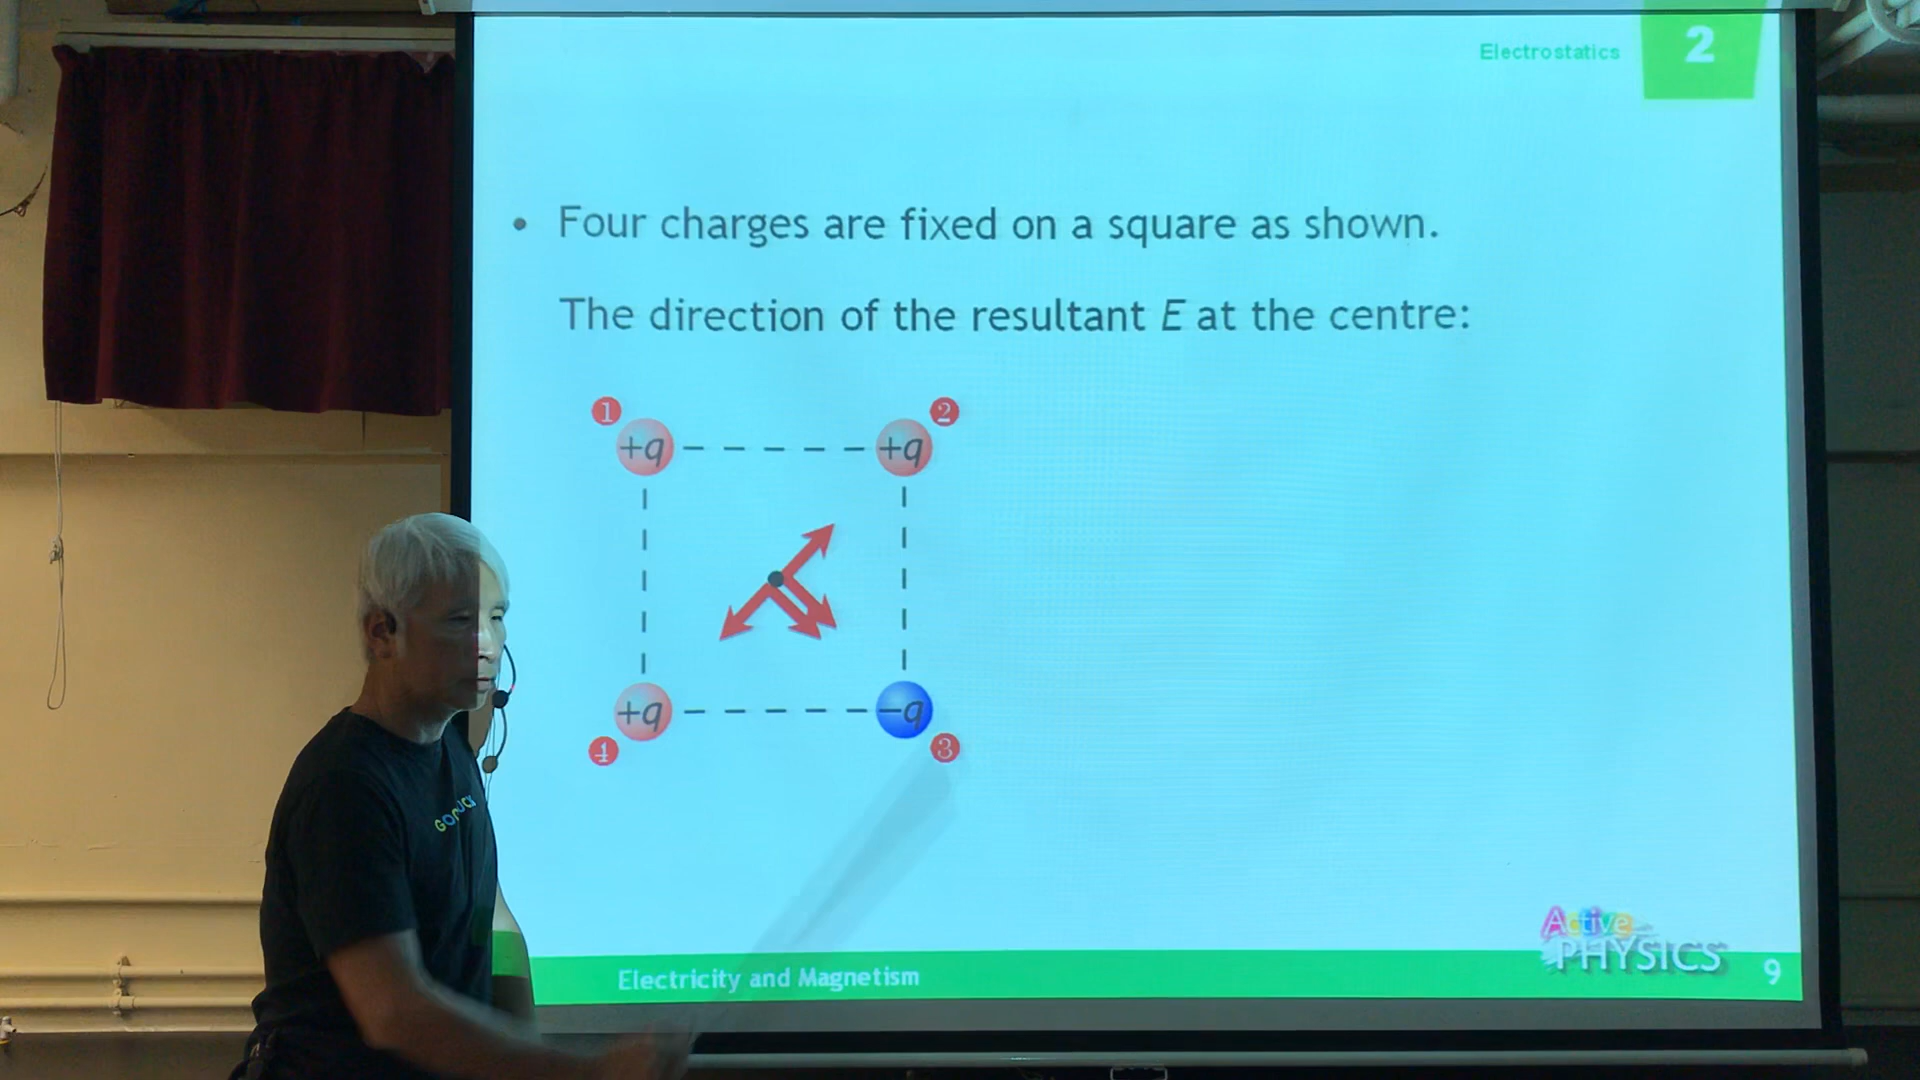 Electrostatics
2
• Four charges are fixed on a square as shown.
The direction of the resultant E at the centre:
1
2
+q
+q
+q
−q
4
3
Active
PHYSICS
Electricity and Magnetism
9